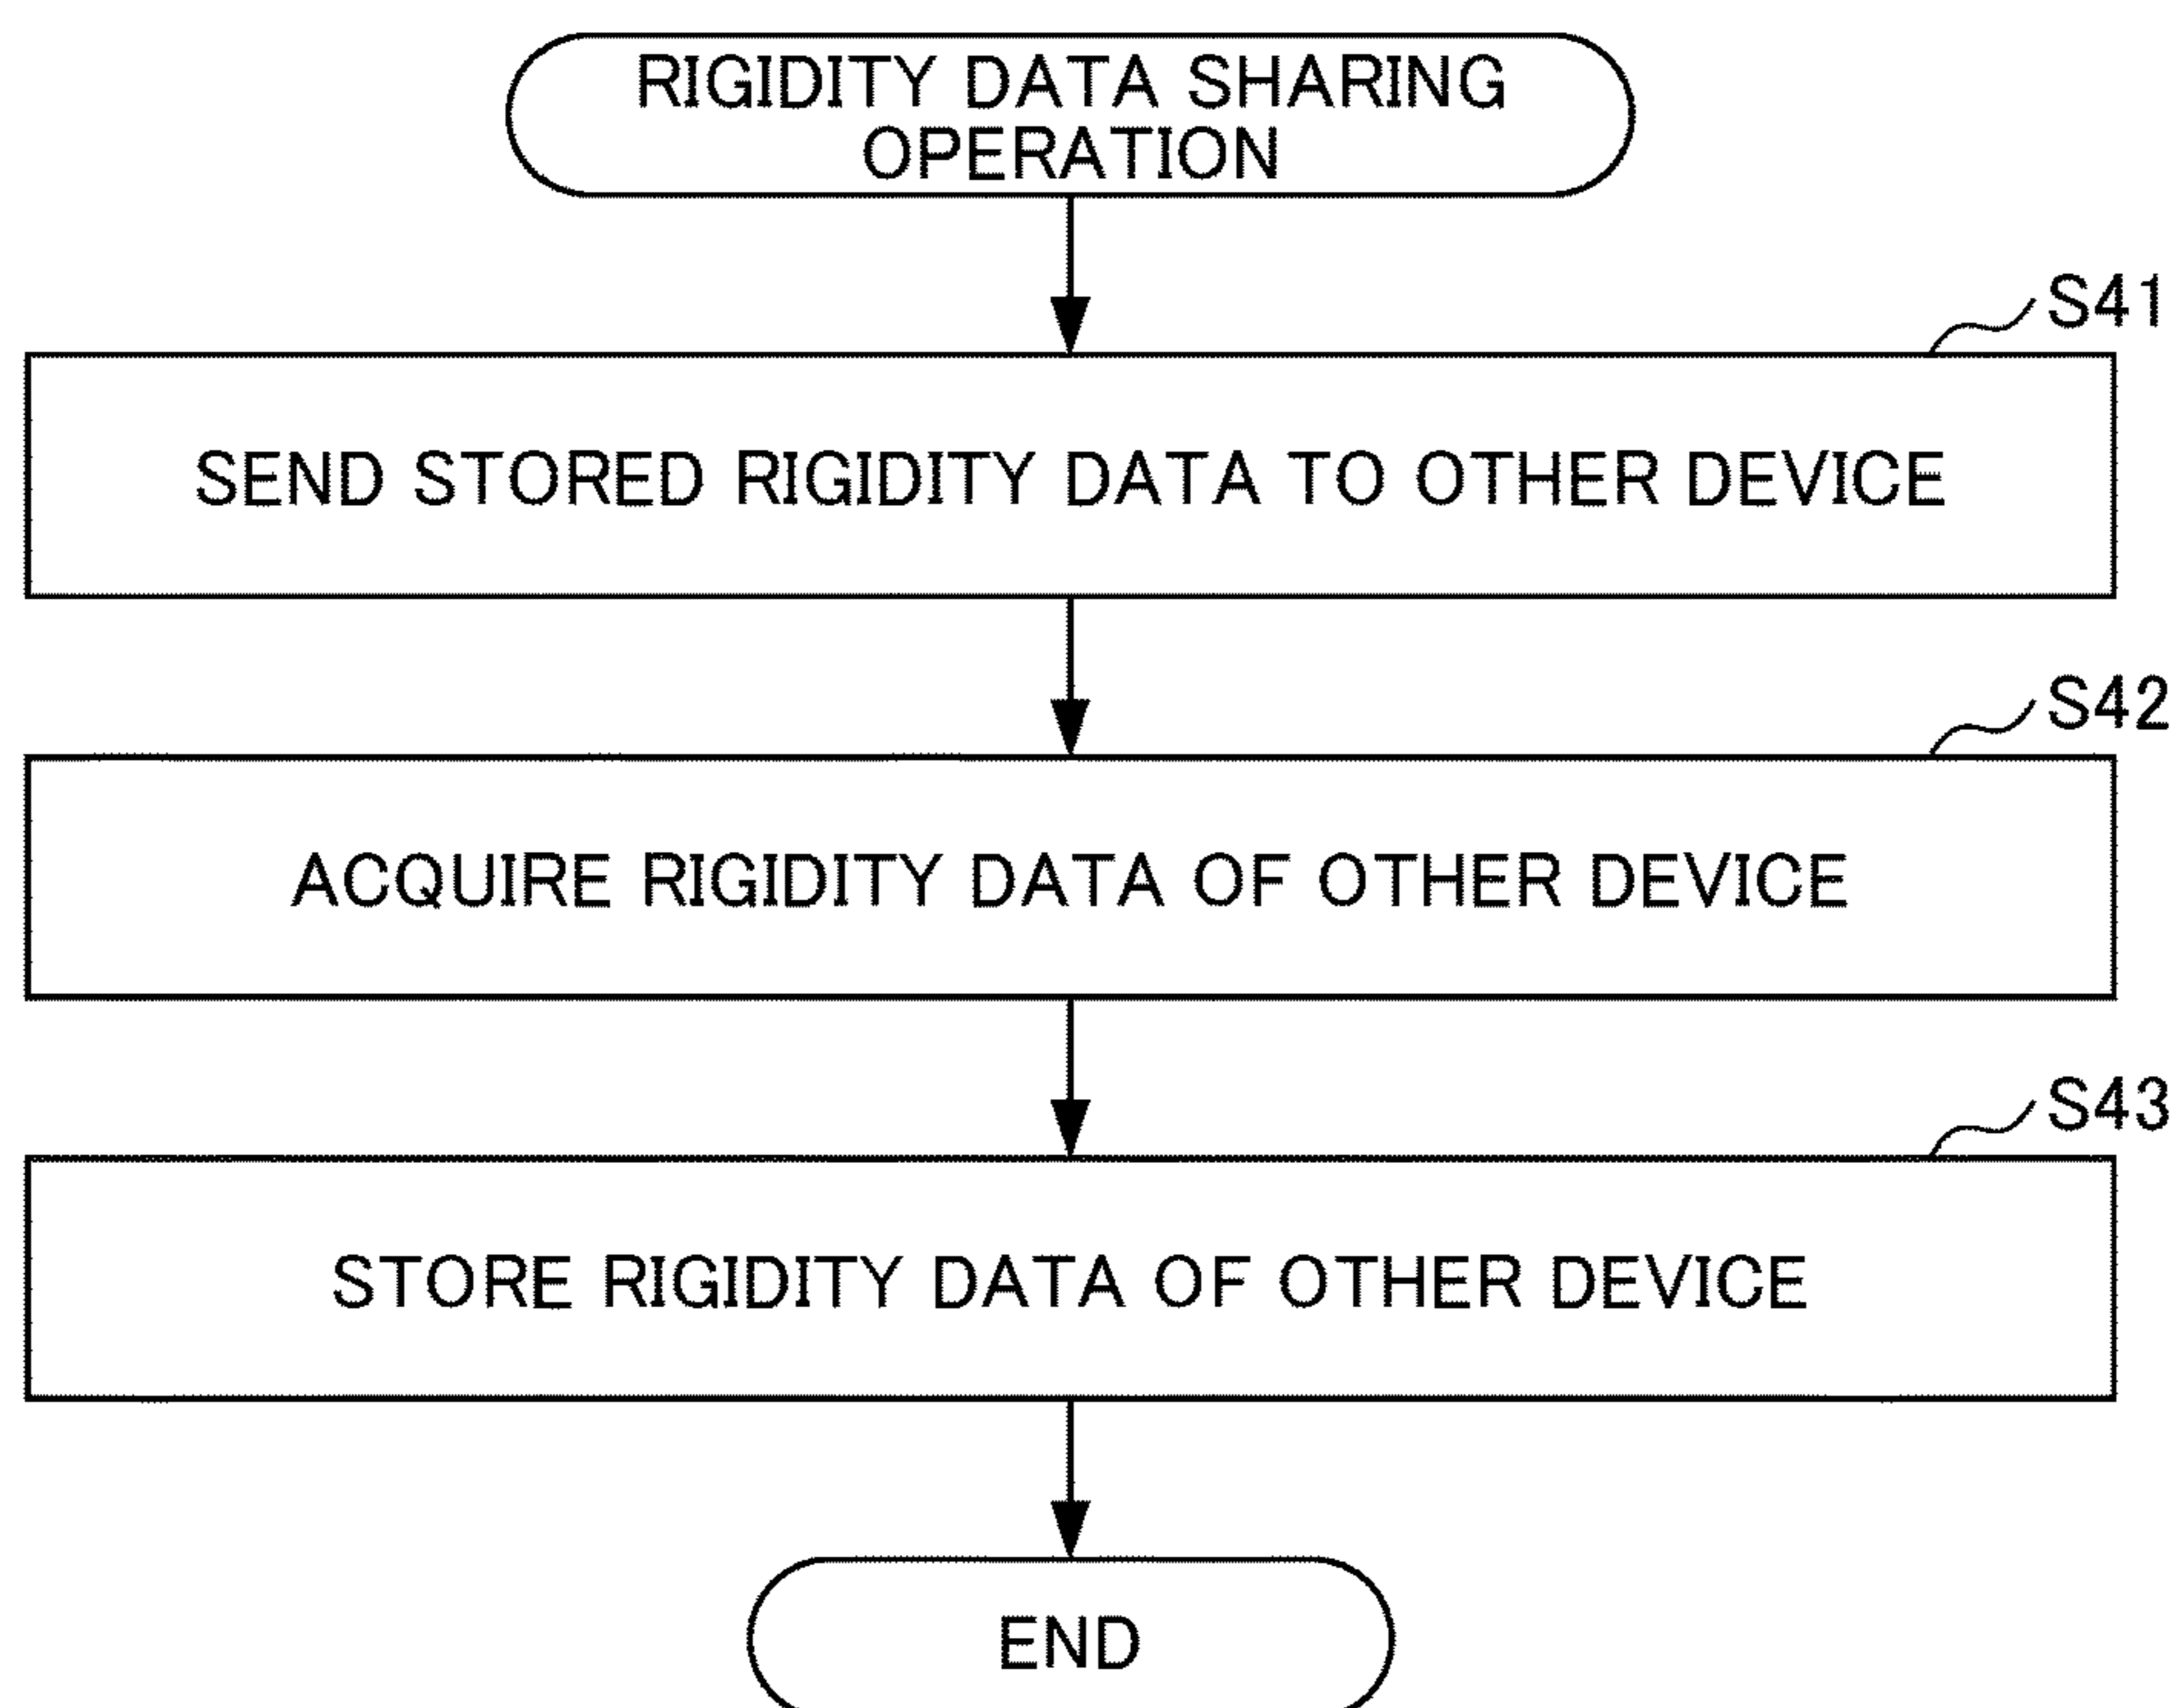 RIGIDITY DATA SHARING
OPERATION
S41
SEND STORED RIGIDITY DATA TO OTHER DEVICE
S42
ACQUIRE RIGIDITY DATA OF OTHER DEVICE
S43
STORE RIGIDITY DATA OF OTHER DEVICE
END